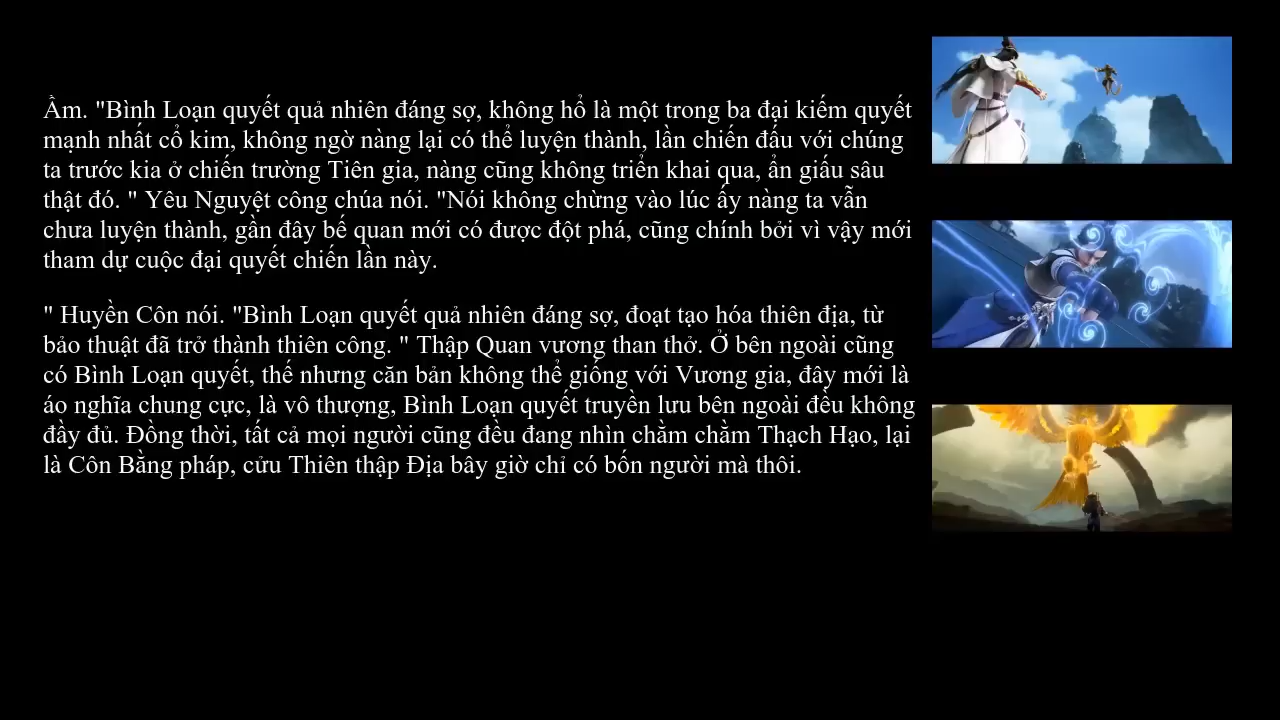 Ầm. "Bình Loạn quyết quả nhiên đáng sợ, không hổ là một trong ba đại kiếm quyết
mạnh nhất cổ kim, không ngờ nàng lại có thể luyện thành, lần chiến đấu với chúng
ta trước kia ở chiến trường Tiên gia, nàng cũng không triển khai qua, ẩn giấu sâu
thật đó. " Yêu Nguyệt công chúa nói. "Nói không chừng vào lúc ấy nàng ta vẫn
chưa luyện thành, gần đây bế quan mới có được đột phá, cũng chính bởi vì vậy mới
tham dự cuộc đại quyết chiến lần này.
" Huyền Côn nói. "Bình Loạn quyết quả nhiên đáng sợ, đoạt tạo hóa thiên địa, từ
bảo thuật đã trở thành thiên công. " Thập Quan vương than thở. Ở bên ngoài cũng
có Bình Loạn quyết, thế nhưng căn bản không thể giống với Vương gia, đây mới là
áo nghĩa chung cực, là vô thượng, Bình Loạn quyết truyền lưu bên ngoài đều không
đầy đủ. Đồng thời, tất cả mọi người cũng đều đang nhìn chằm chằm Thạch Hạo, lại
là Côn Bằng pháp, cửu Thiên thập Địa bây giờ chỉ có bốn người mà thôi.